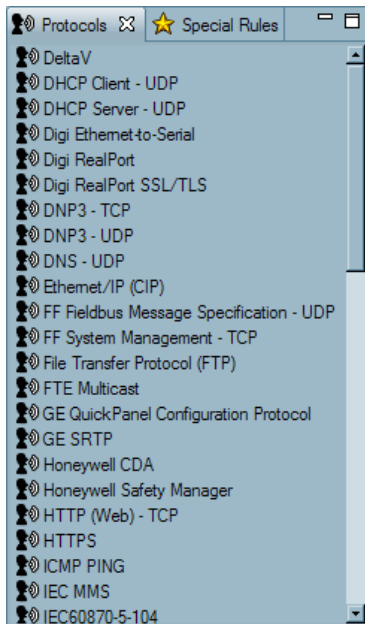 Protocols Special Rules
DeltaV
DHCP Client - UDP
DHCP Server - UDP
Digi Ethernet-to-Serial
Digi RealPort
Digi RealPort SSL/TLS
DNP3 - TCP
DNP3 - UDP
DNS - UDP
Ethernet/IP (CIP)
FF Fieldbus Message Specification - UDP
FF System Management - TCP
File Transfer Protocol (FTP)
FTE Multicast
GE QuickPanel Configuration Protocol
GE SRTP
Honeywell CDA
Honeywell Safety Manager
HTTP (Web) - TCP
HTTPS
ICMP PING
IEC MMS
IEC60870-5-104